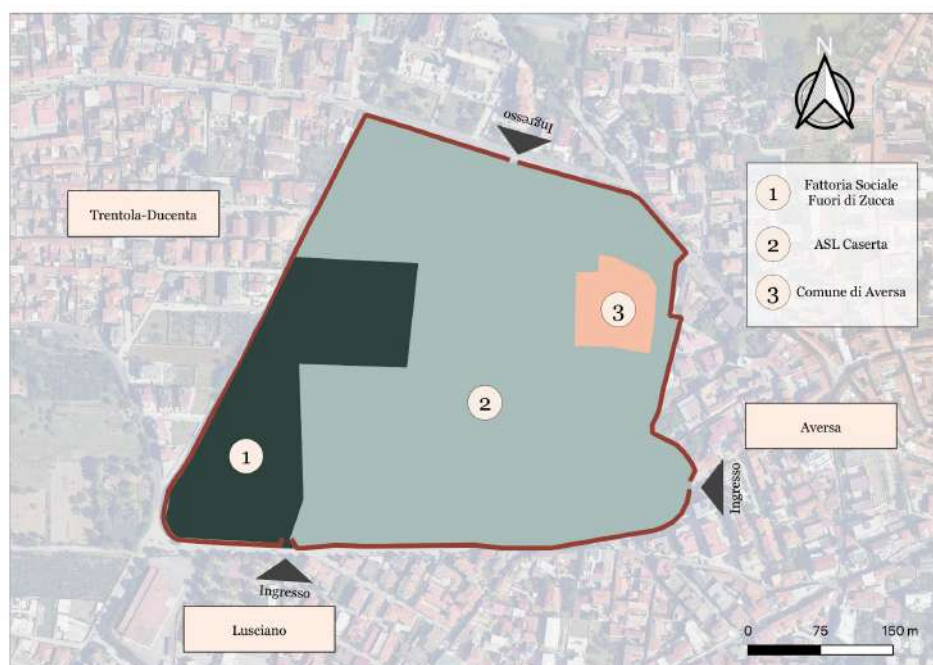 N
Ingresso
1
Fattoria Sociale
Fuori di Zucca
2
ASL Caserta
3
Comune di Aversa
Trentola-Ducenta
3
2
Aversa
1
Ingresso
Ingresso
Lusciano
0 75 150 m